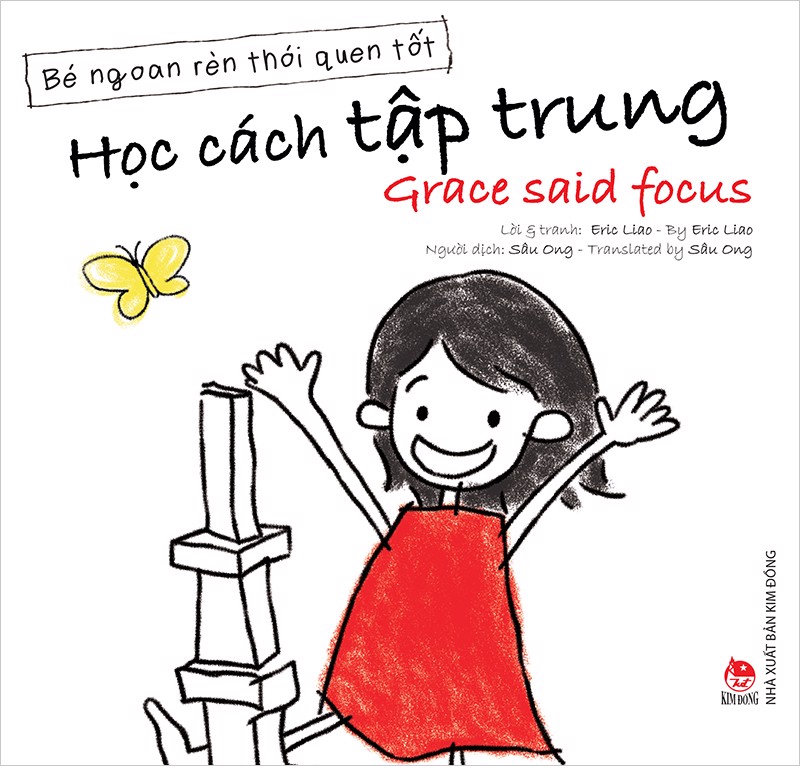 Bé ngoan rèn thói quen tốt
Học cách tập trung
Grace said focus
Lời & tranh: Eric Liao - By Eric Liao
Người dịch: Sâu Ong - Translated by Sâu Ong
KIM ĐỒNG
NHÀ XUẤT BẢN KIM ĐỒNG